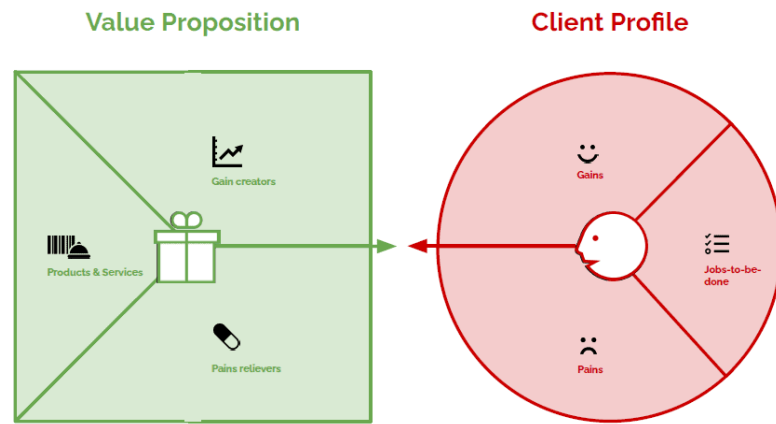 Value Proposition
Client Profile
Gain creators
Products & Services
Pains relievers
Gains
Jobs-to-be-
done
Pains